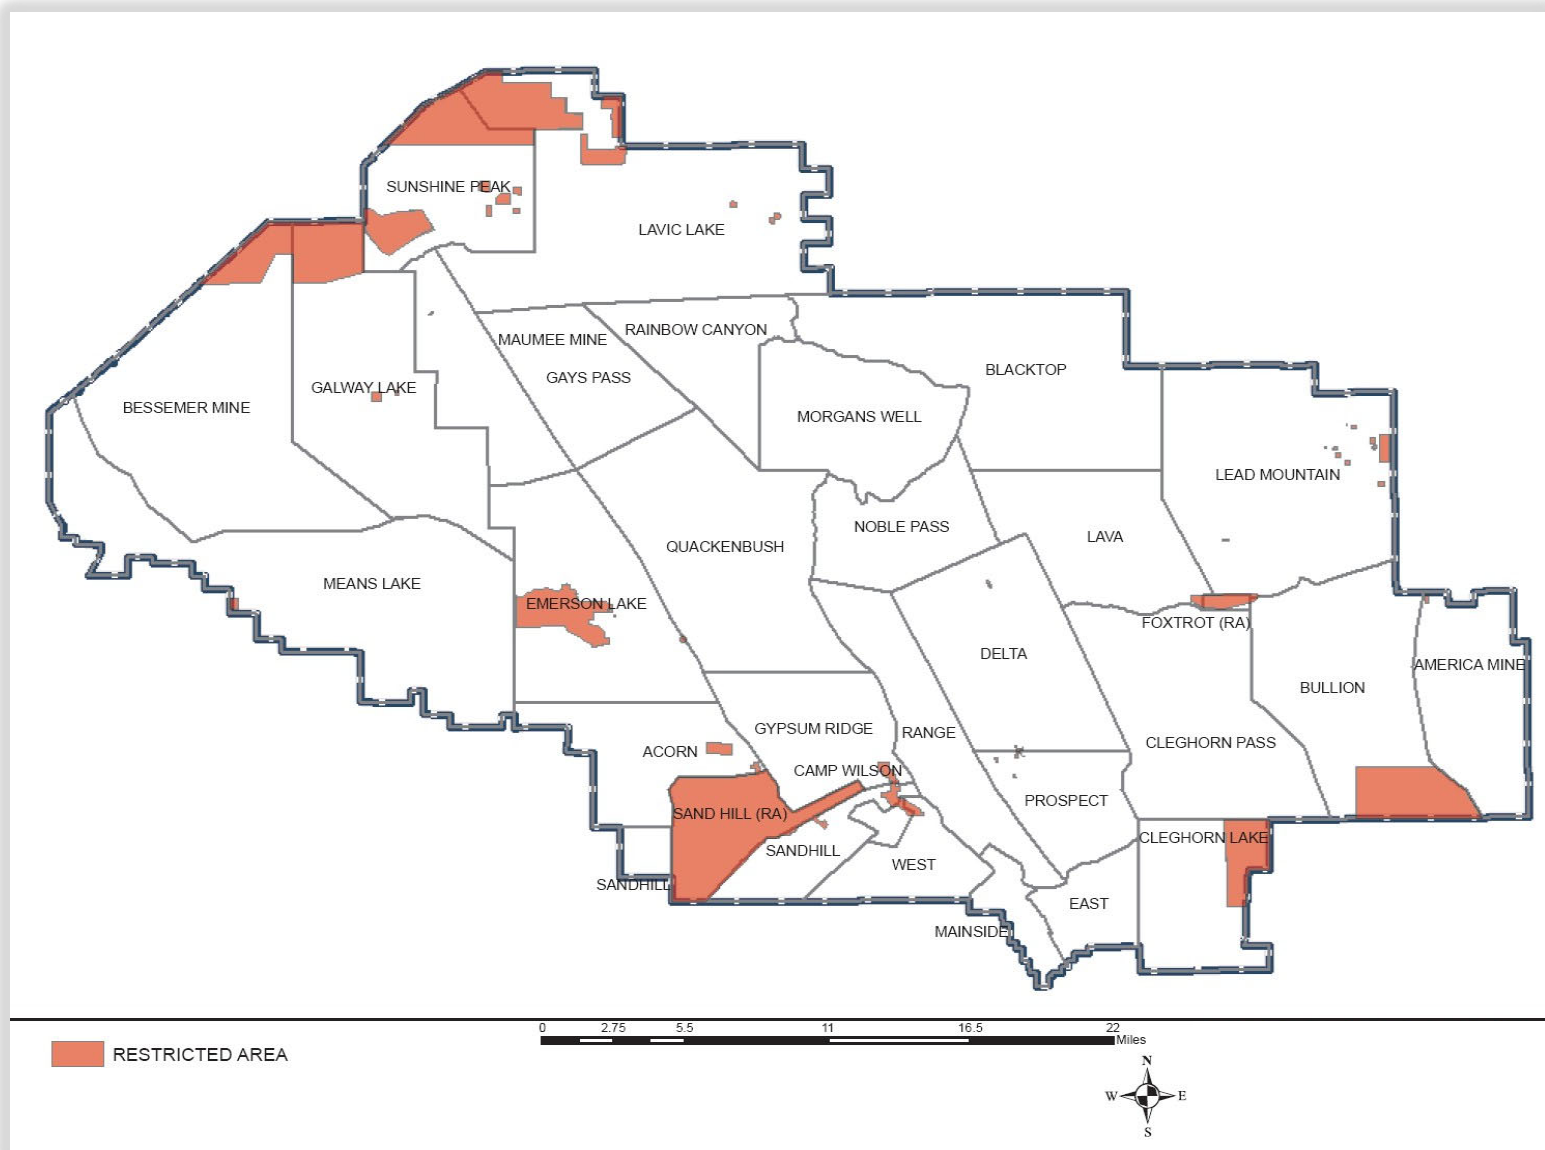 SUNSHINE PEAK
LAVIC LAKE
RAINBOW CANYON
MAUMEE MINE
GAYS PASS
BLACKTOP
GALWAY LAKE
BESSEMER MINE
MORGANS WELL
LEAD MOUNTAIN
NOBLE PASS
LAVA
QUACKENBUSH
MEANS LAKE
EMERSON LAKE
FOXTROT (RA)
DELTA
AMERICA MINE
BULLION
GYPSUM RIDGE
RANGE
CLEGHORN PASS
ACORN
CAMP WILSON
PROSPECT
SAND HILL (RA)
CLEGHORN LAKE
SANDHILL
WEST
SANDHILL
EAST
MAINSIDE
0 2.75 5.5 11 16.5 22
Miles
RESTRICTED AREA
N
W E
S